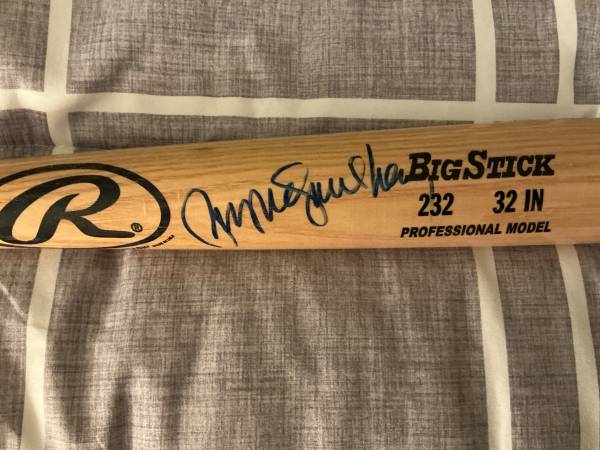 R®
BIGSTICK
232 32 IN
PROFESSIONAL MODEL